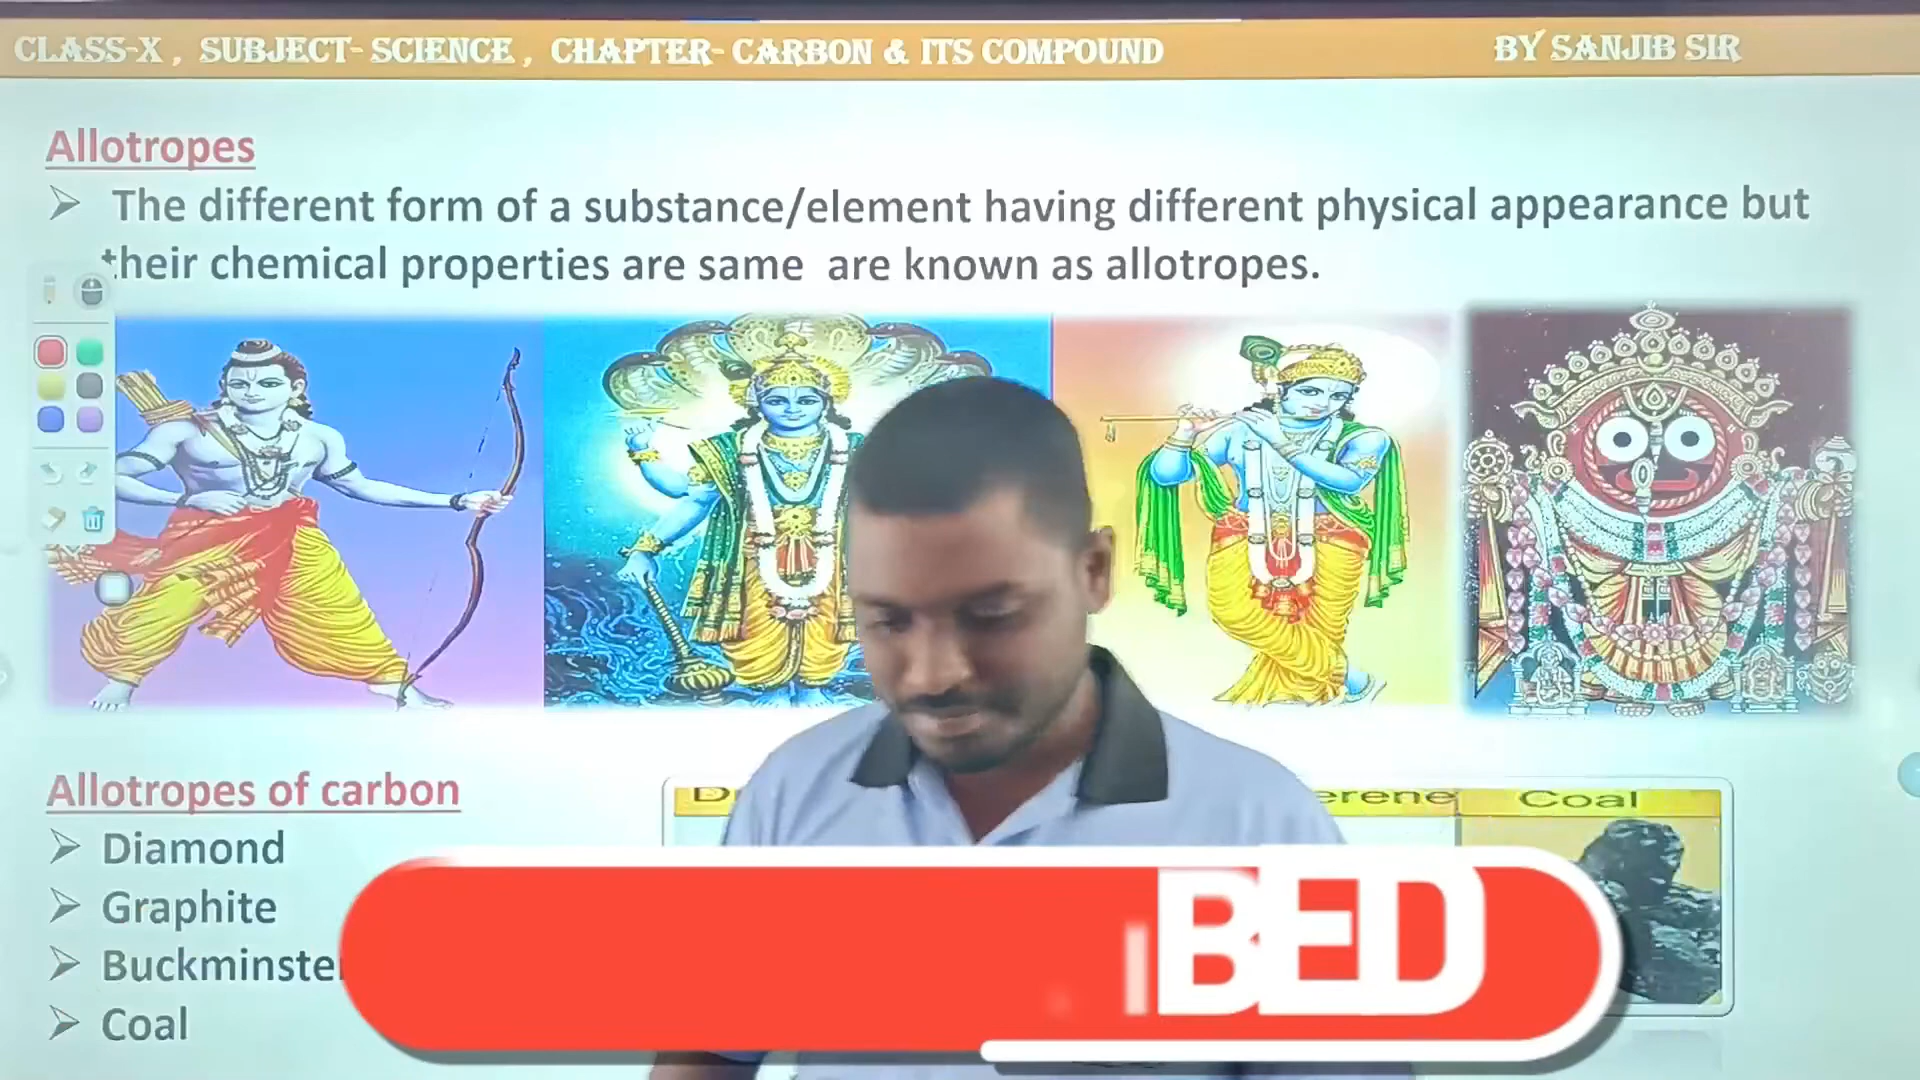 CLASS-X , SUBJECT- SCIENCE , CHAPTER- CARBON & ITS COMPOUND
BY SANJIB SIR
Allotropes
The different form of a substance/element having different physical appearance but
their chemical properties are same are known as allotropes.
Allotropes of carbon
Diamond
Graphite
Coal
Coal
BED